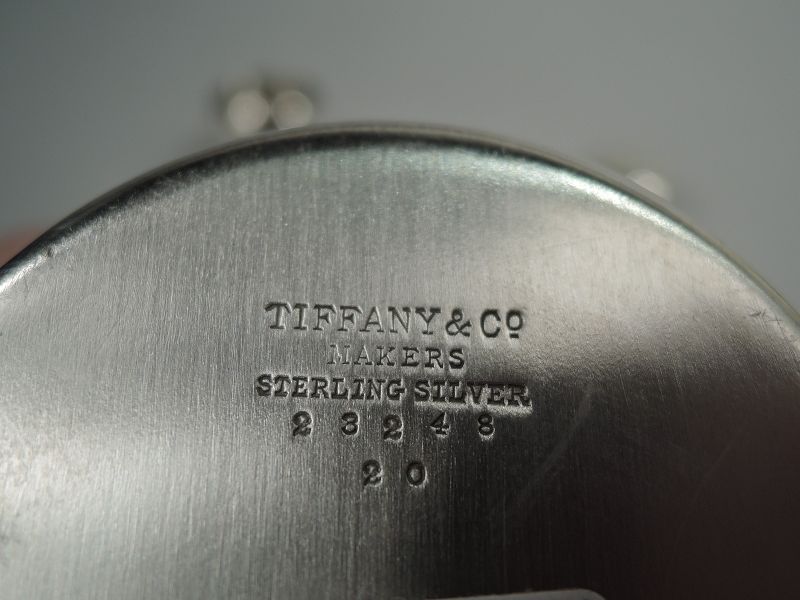 TIFFANY & Cº
MAKERS
STERLING SILVER
23248
20